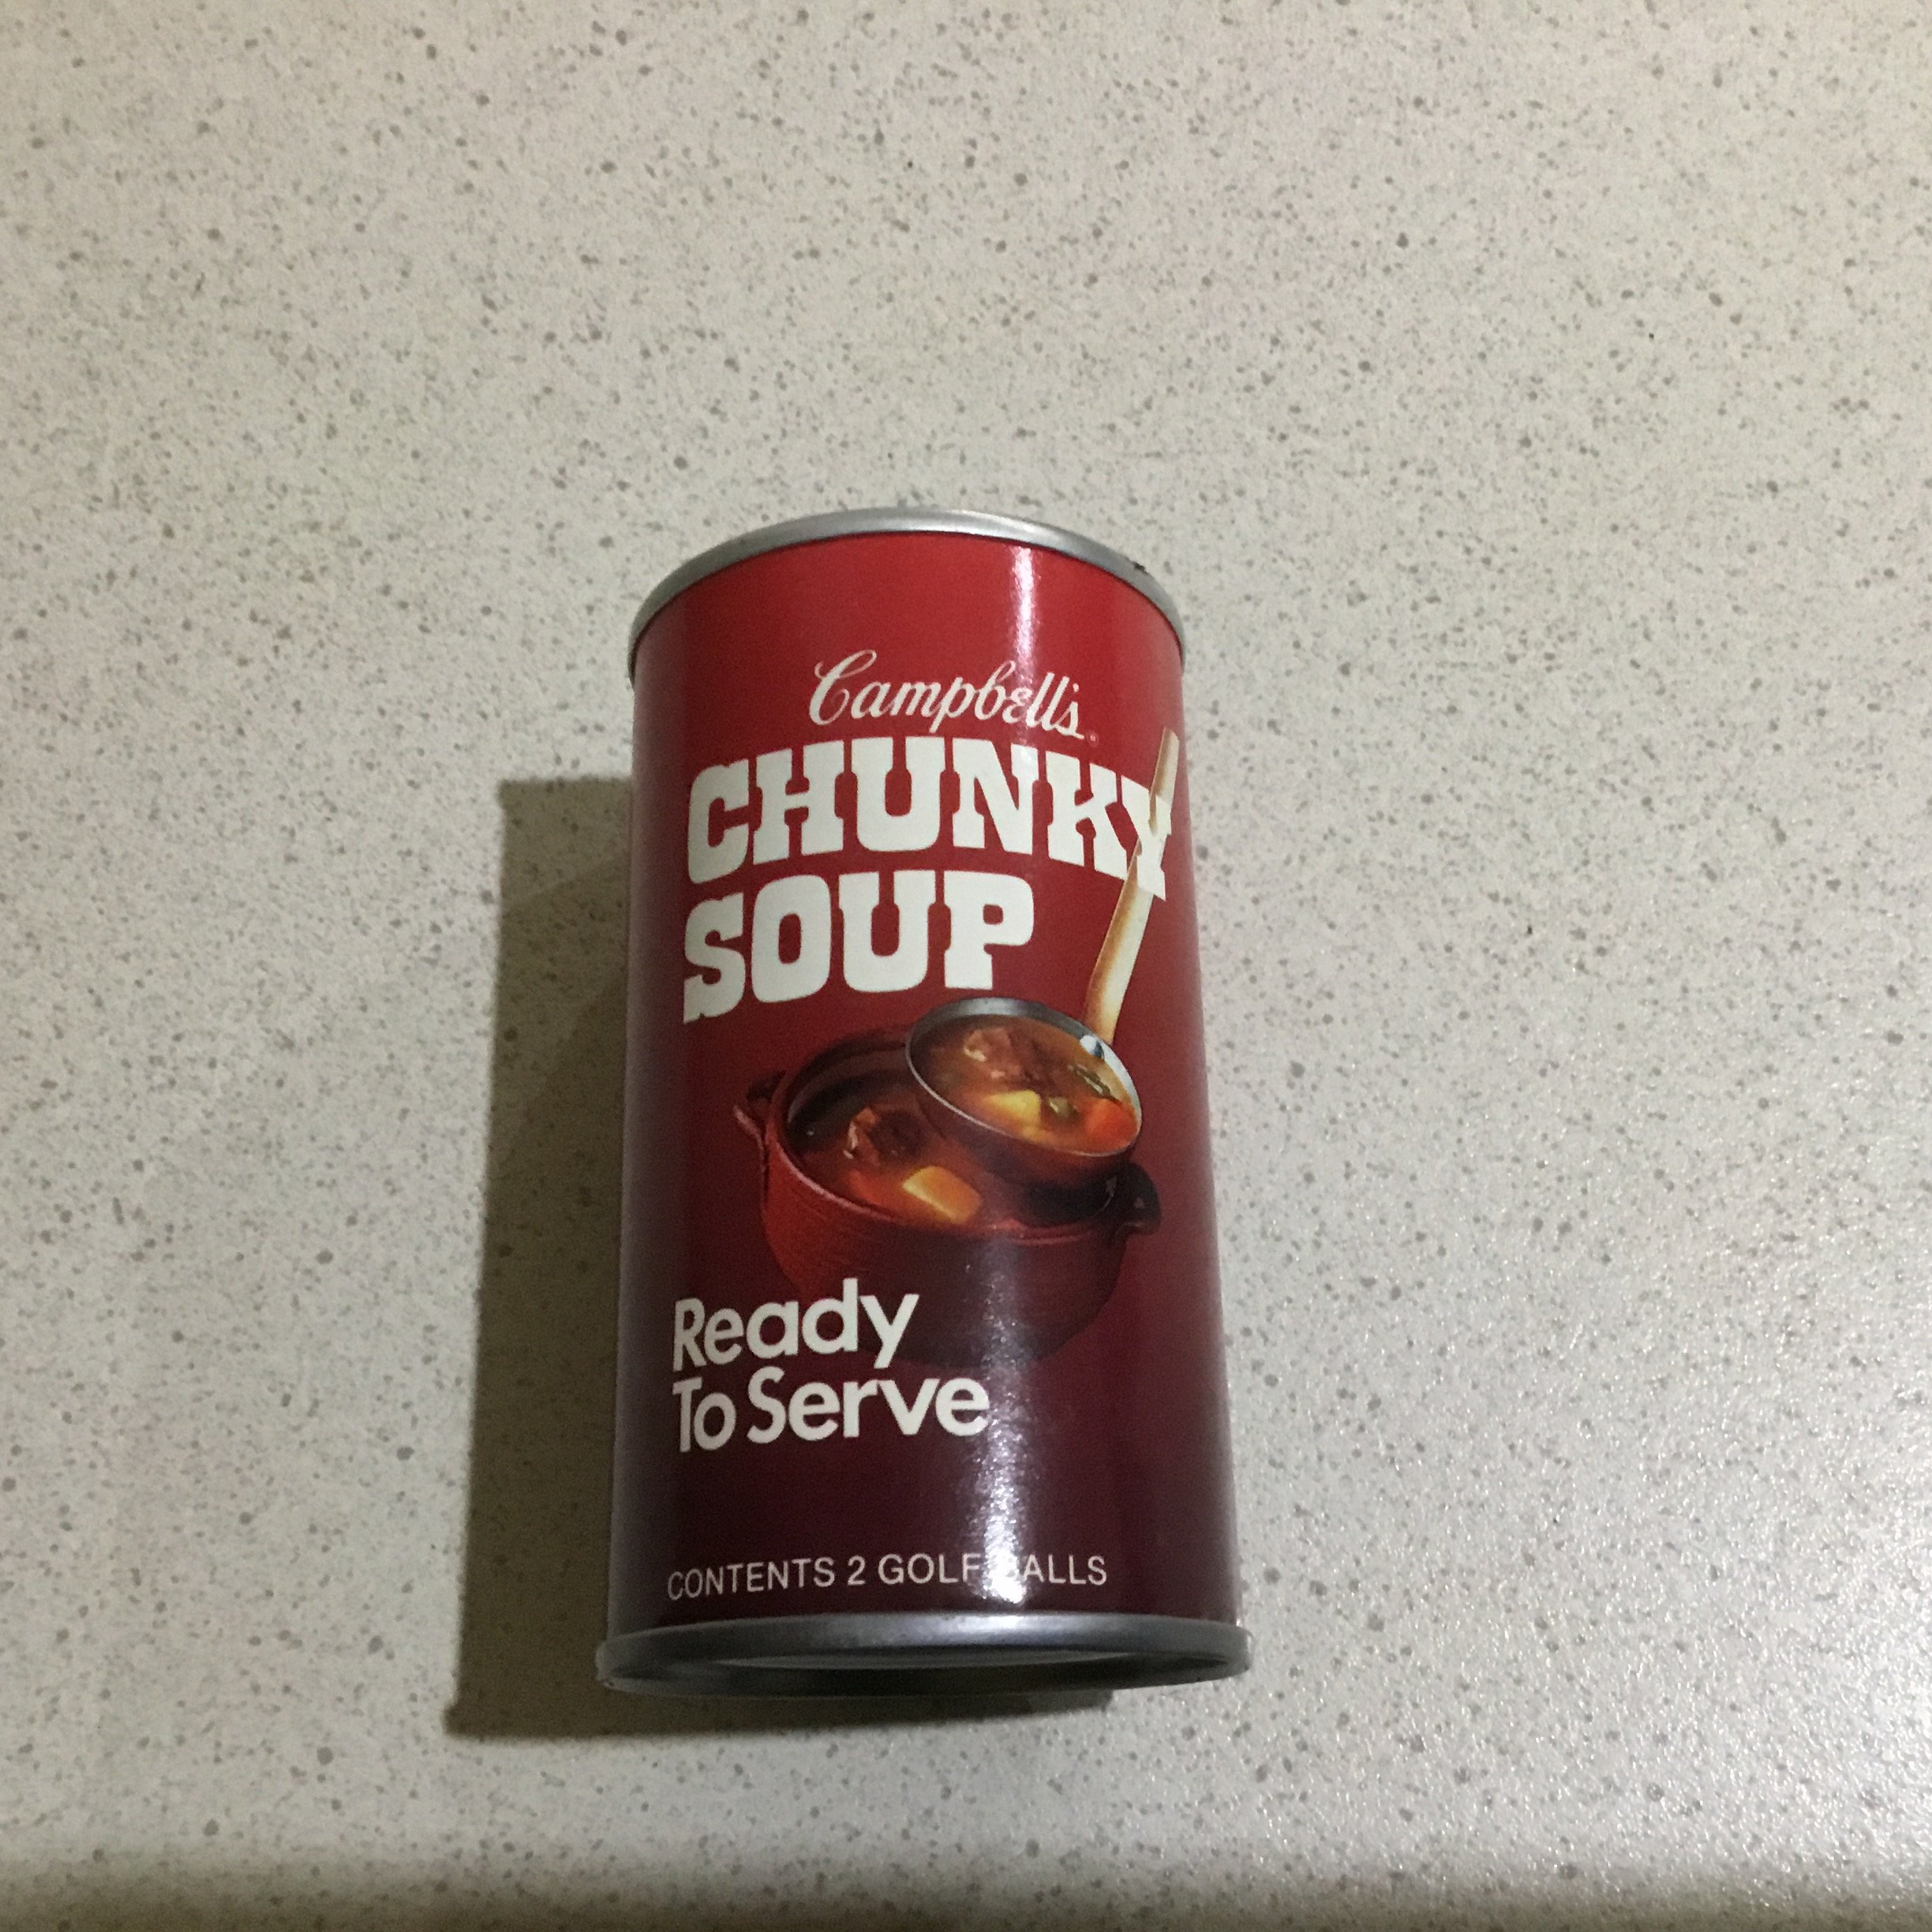 Campbell's®
CHUNKY
SOUP
Ready
To Serve
CONTENTS 2 GOLF BALLS